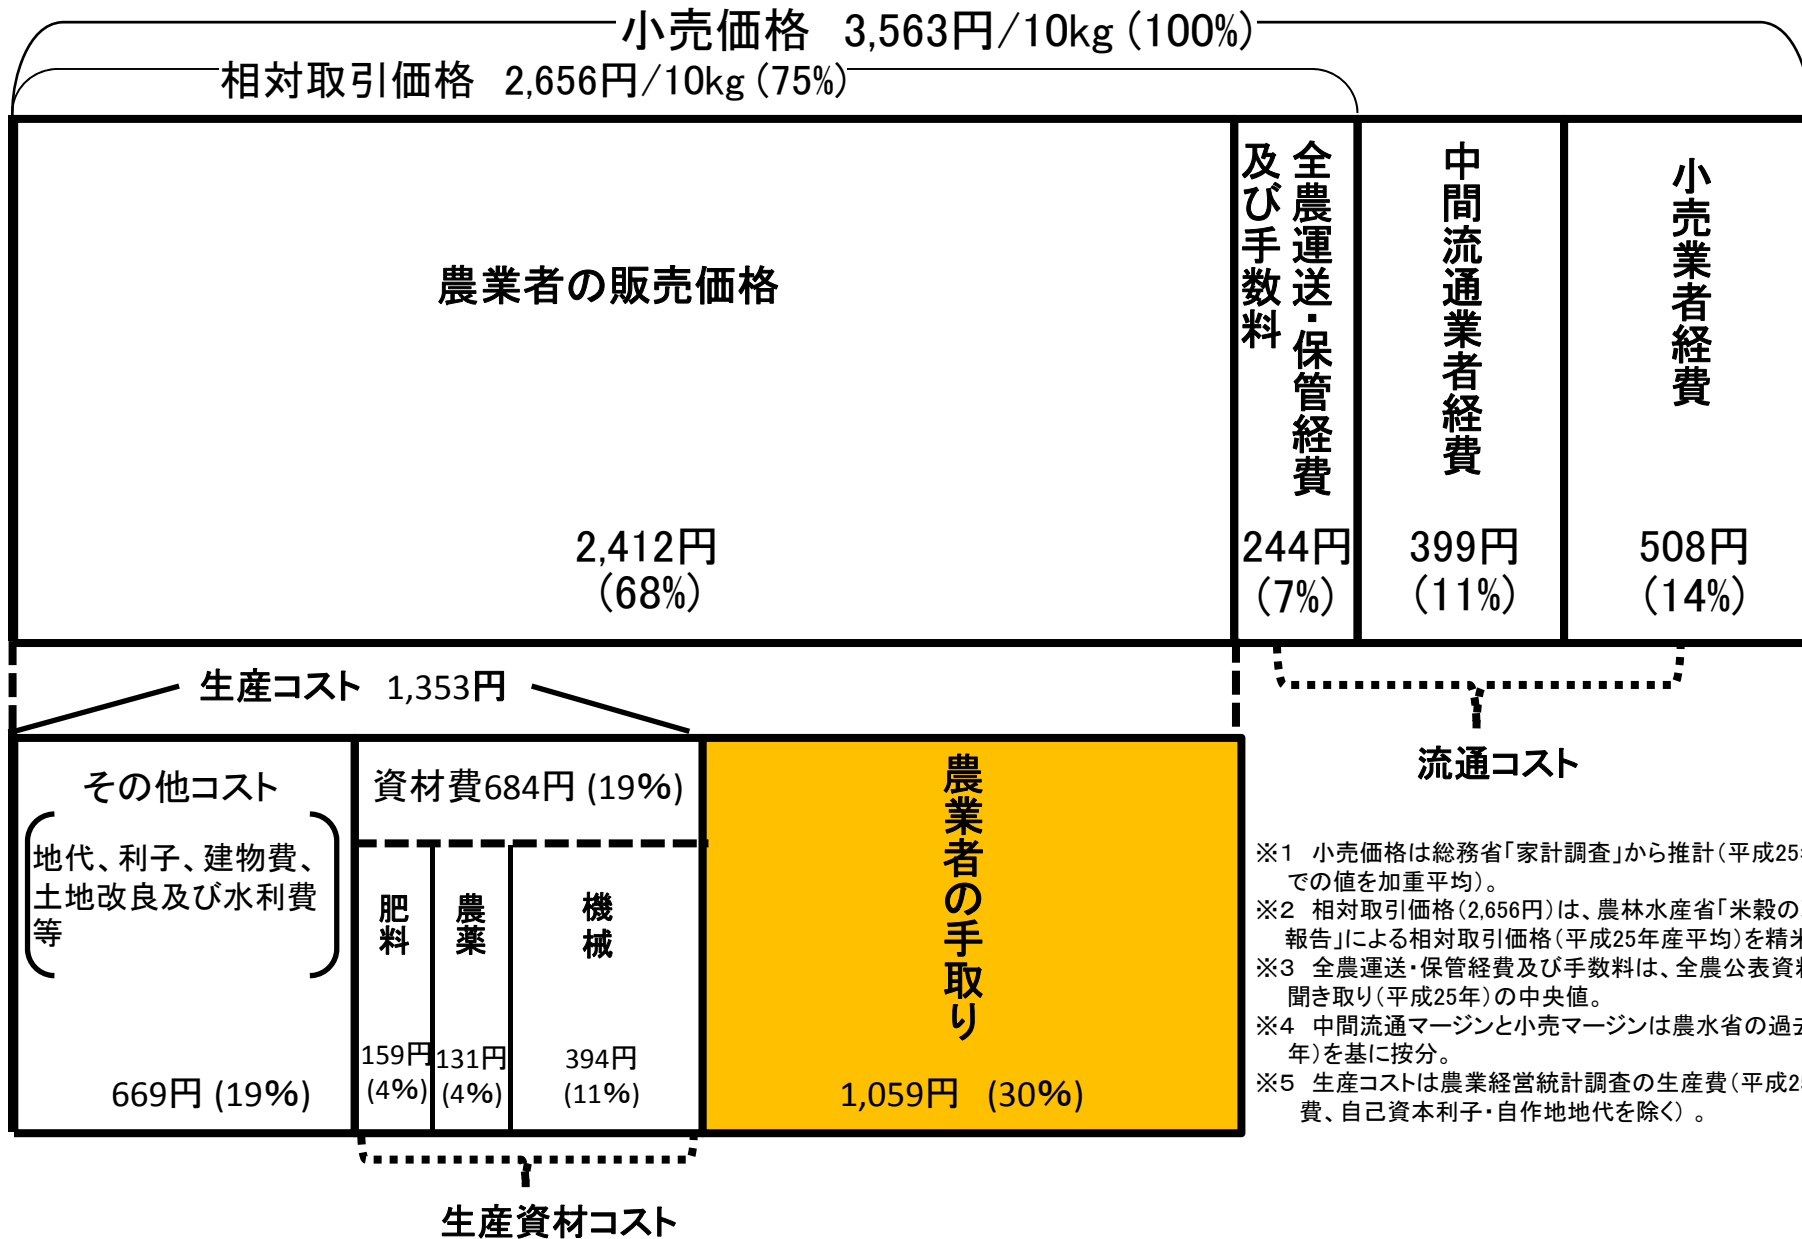 小売価格 3,563円/10kg (100%)
相対取引価格 2,656円/10kg (75%)
農業者の販売価格
2,412円
(68%)
全農運送・保管経費
及び手数料
244円
(7%)
中間流通業者経費
399円
(11%)
小売業者経費
508円
(14%)
生産コスト 1,353円
流通コスト
その他コスト
地代、利子、建物費、
土地改良及び水利費
等
669円 (19%)
資材費684円 (19%)
肥料
159円
(4%)
農薬
131円
(4%)
機械
394円
(11%)
農業者の手取り
1,059円 (30%)
生産資材コスト
※1 小売価格は総務省「家計調査」から推計(平成25
での値を加重平均)。
※2 相対取引価格(2,656円)は、農林水産省「米穀の
報告」による相対取引価格(平成25年産平均)を精米
※3 全農運送・保管経費及び手数料は、全農公表資
聞き取り(平成25年)の中央値。
※4 中間流通マージンと小売マージンは農水省の過
年)を基に按分。
※5 生産コストは農業経営統計調査の生産費(平成2
費、自己資本利子・自作地地代を除く) 。